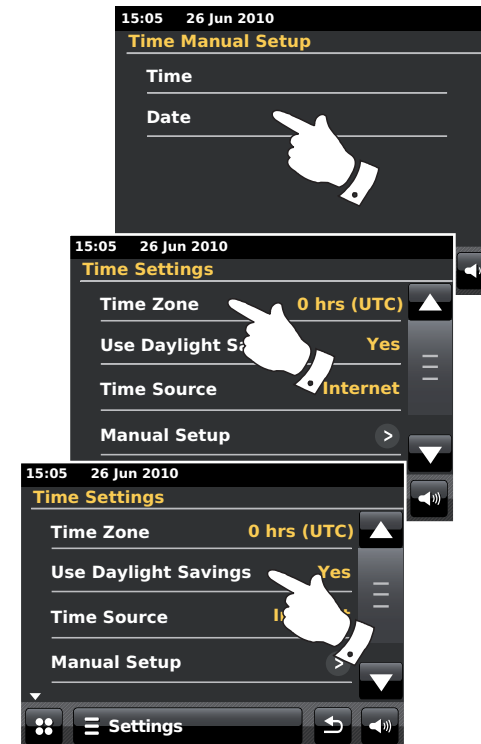 15:05 26 Jun 2010
Time Manual Setup
Time
Date
15:05 26 Jun 2010
Time Settings
Time Zone 0 hrs (UTC)
Use Daylight Yes
Time Source Internet
Manual Setup >
15:05 26 Jun 2010
Time Settings
Time Zone 0 hrs (UTC)
Use Daylight Savings Yes
Time Source
Manual Setup >
Settings